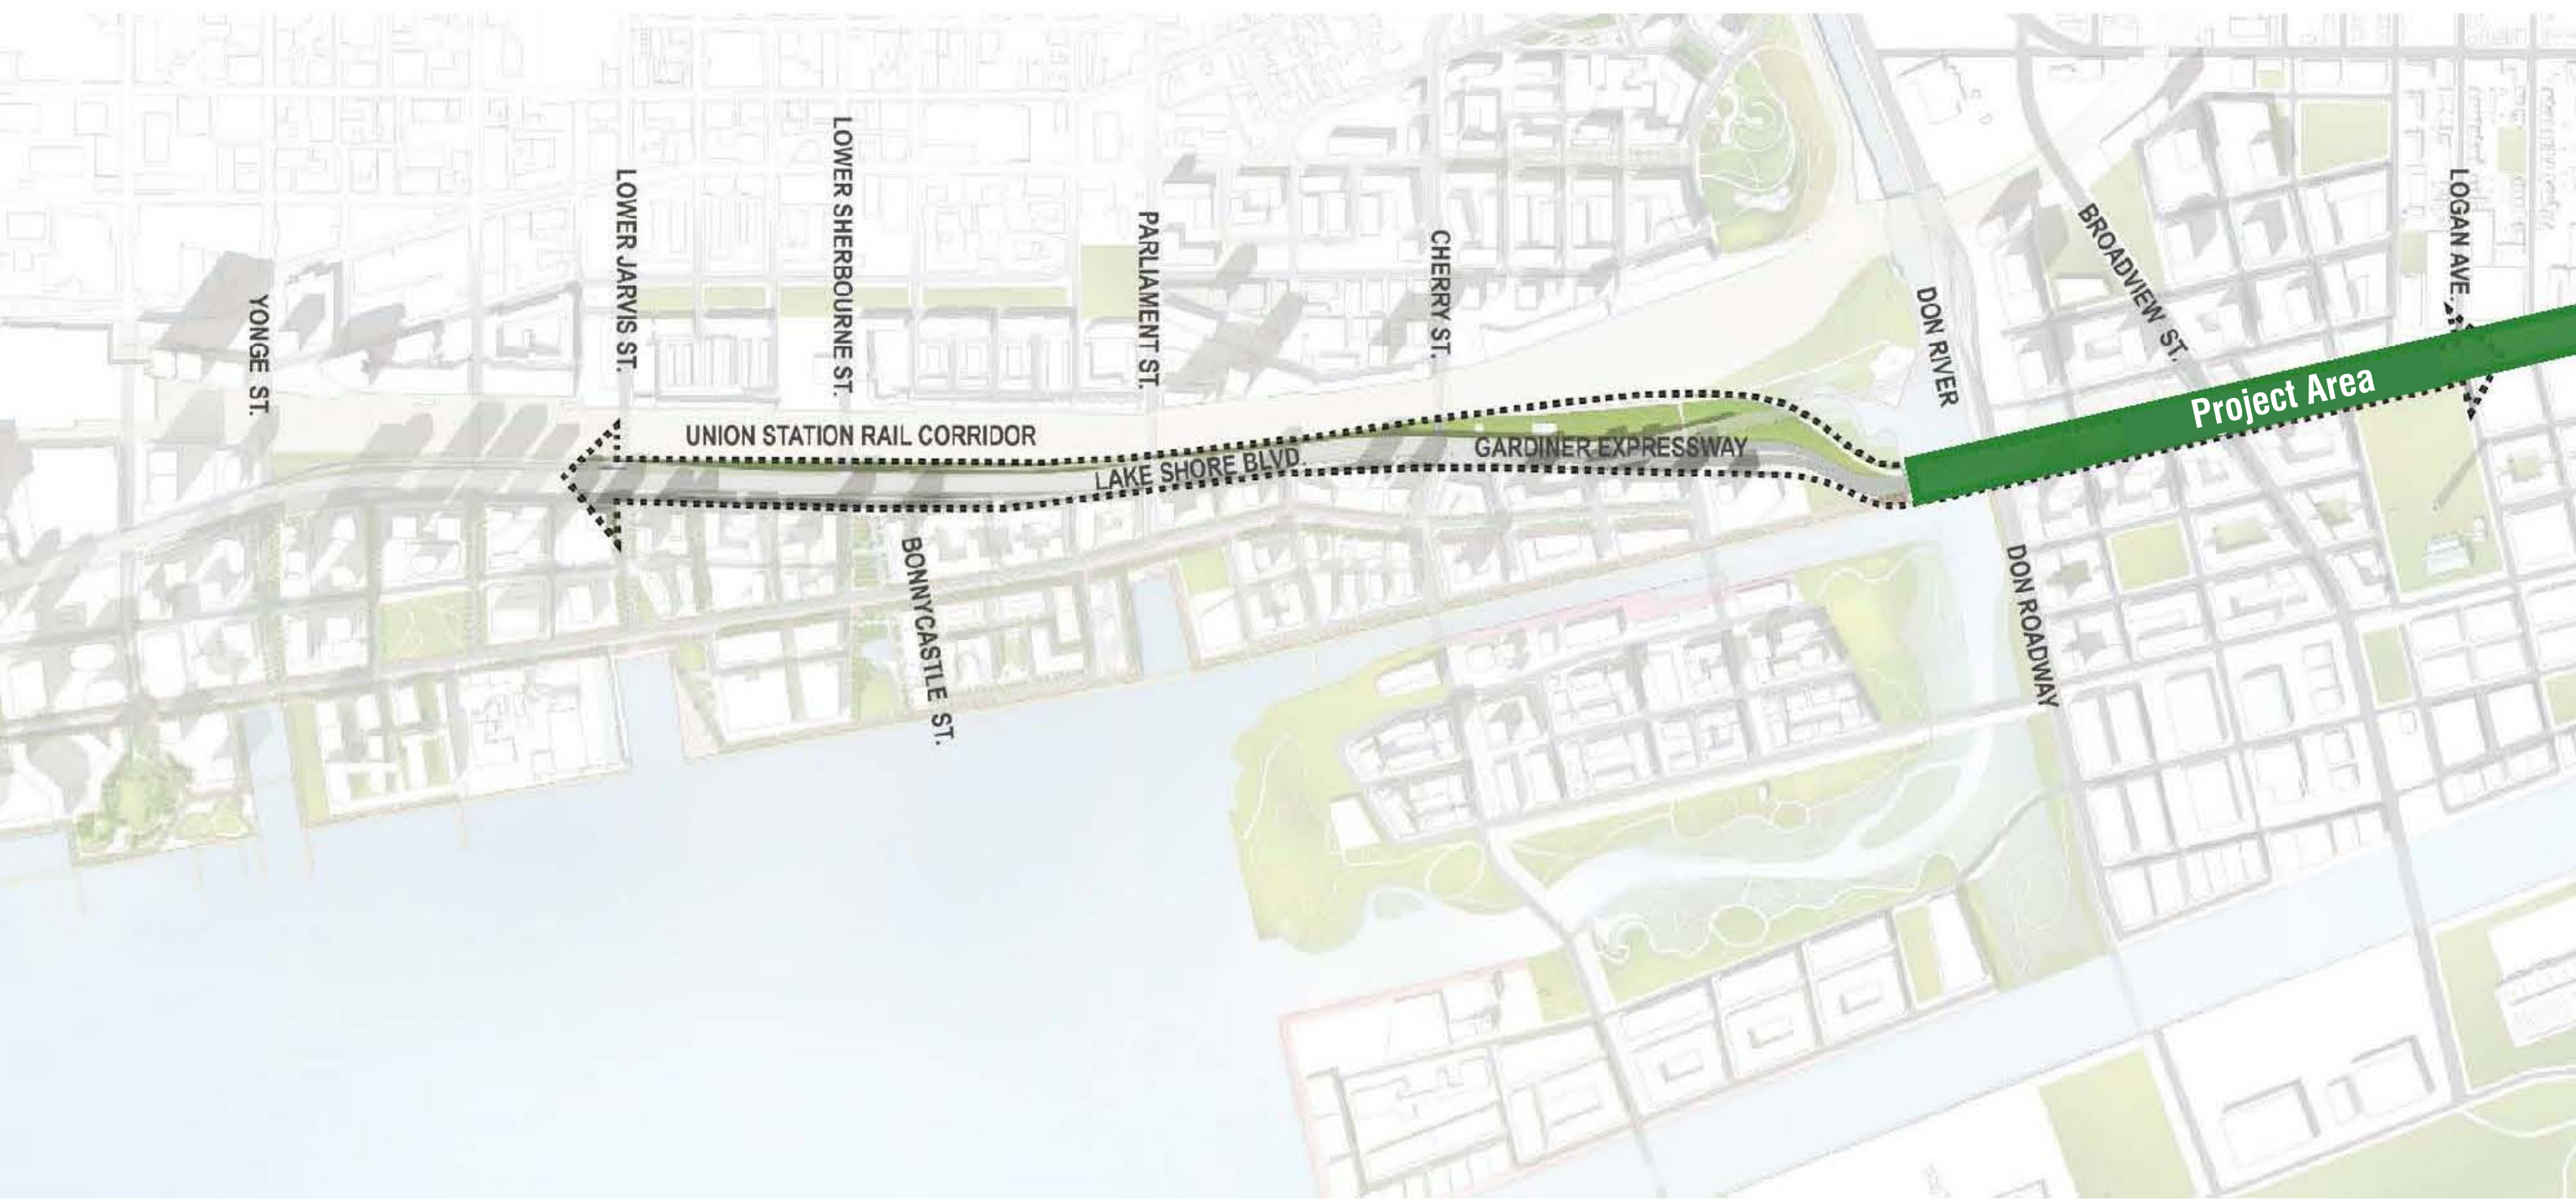 YONGE ST.
LOWER JARVIS ST.
LOWER SHERBOURNE ST.
PARLIAMENT ST.
CHERRY ST.
DON RIVER
BROADVIEW ST.
LOGAN AVE.
Project Area
UNION STATION RAIL CORRIDOR
LAKE SHORE BLVD.
GARDINER EXPRESSWAY
BONNYCASTLE ST.
DON ROADWAY